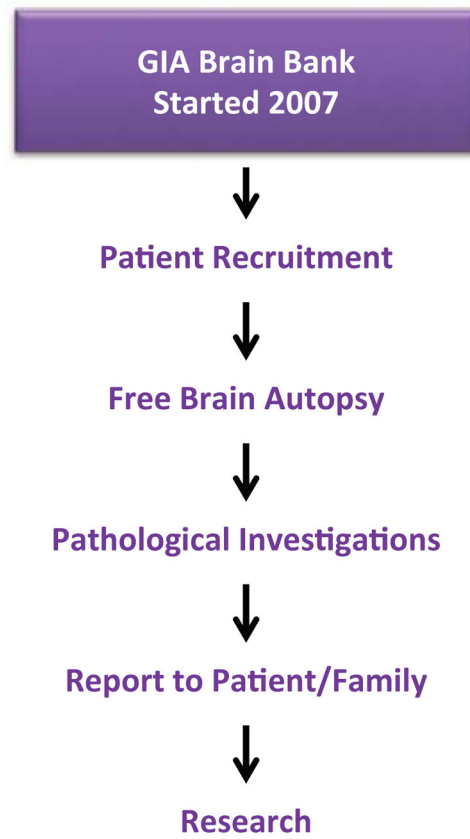 GIA Brain Bank
Started 2007
Patient Recruitment
Free Brain Autopsy
Pathological Investigations
Report to Patient/Family
Research